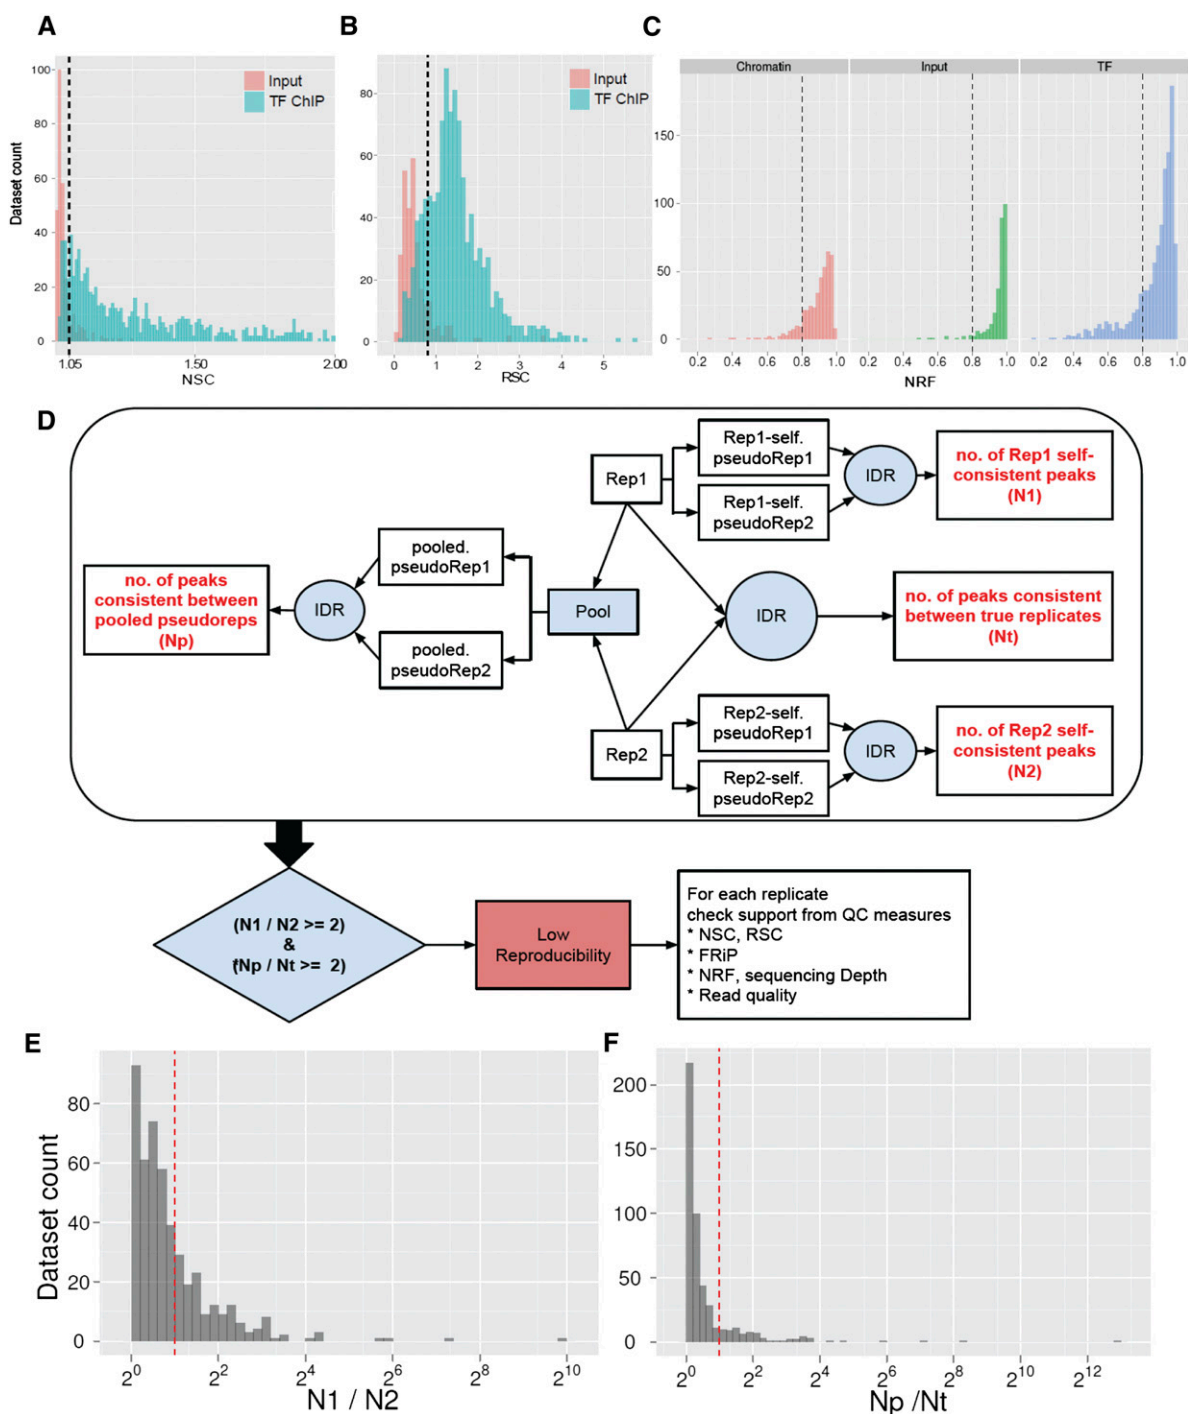 A
100
80
60
40
20
0
Dataset count
Input
TF ChIP
1.05
1.50
2.00
NSC
B
80
60
40
20
0
Input
TF ChIP
0
1
2
3
4
5
RSC
C
Chromatin
Input
TF
150
100
50
0
0.2
0.4
0.6
0.8
1.0
0.2
0.4
0.6
0.8
1.0
0.2
0.4
0.6
0.8
1.0
NRF
D
Rep1
Rep1-self.
pseudoRep1
Rep1-self.
pseudoRep2
IDR
no. of Rep1 self-
consistent peaks
(N1)
no. of peaks
consistent between
pooled pseudoreps
(Np)
IDR
pooled.
pseudoRep1
pooled.
pseudoRep2
Pool
IDR
no. of peaks consistent
between true replicates
(Nt)
Rep2
Rep2-self.
pseudoRep1
Rep2-self.
pseudoRep2
IDR
no. of Rep2 self-
consistent peaks
(N2)
(N1 / N2 >= 2)
&
(*Np / Nt >= 2)
Low
Reproducibility
For each replicate
check support from QC measures
* NSC, RSC
* FRiP
* NRF, sequencing Depth
* Read quality
E
80
60
40
20
0
Dataset count
2^0
2^2
2^4
2^6
2^8
2^10
N1 / N2
F
200
150
100
50
0
2^0
2^2
2^4
2^6
2^8
2^10
2^12
Np /Nt